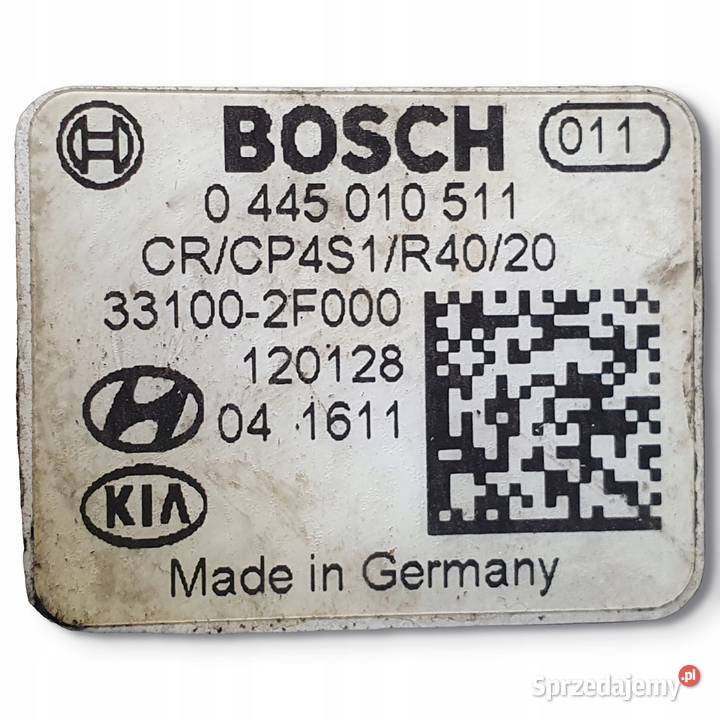 BOSCH 011
0 445 010 511
CR/CP4S1/R40/20
33100-2F000
120128
04 1611
KIA
Made in Germany
Sprzedajemy.pl